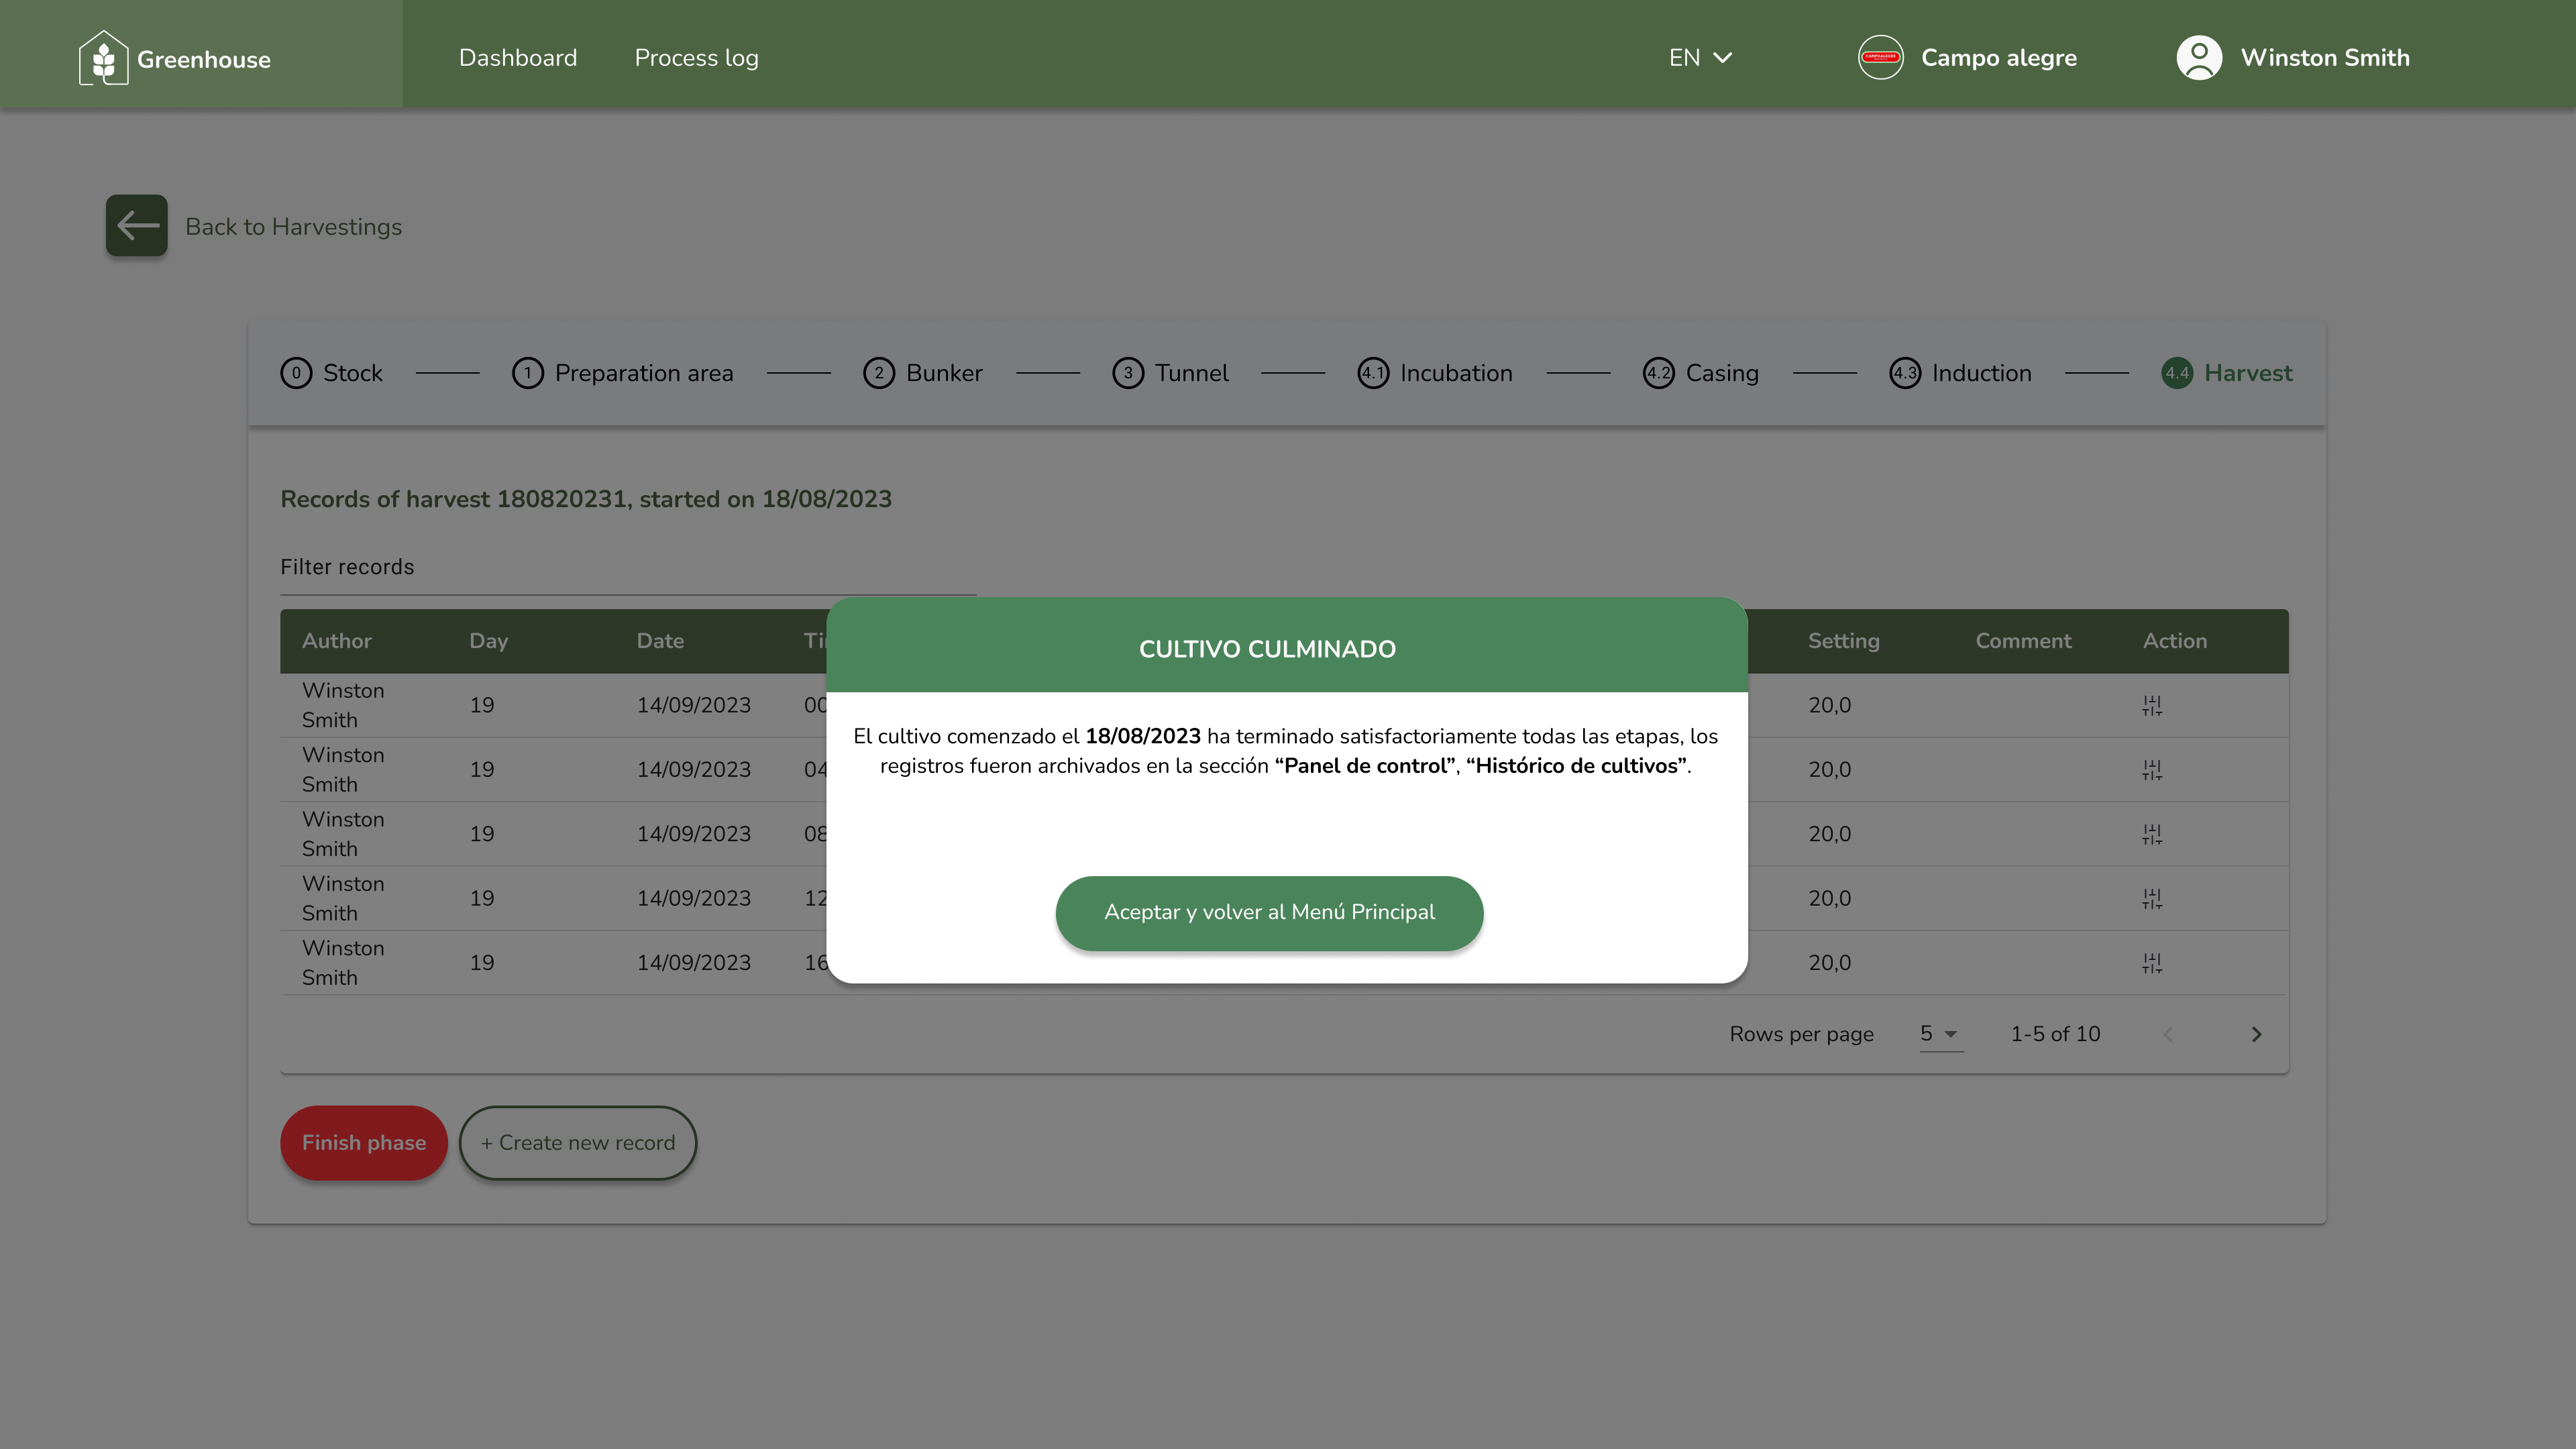 Greenhouse
Dashboard
Process log
EN
CAMPOALEGRE
Campo alegre
Winston Smith
Back to Harvestings
0 Stock
1 Preparation area
2 Bunker
3 Tunnel
4.1 Incubation
4.2 Casing
4.3 Induction
4.4 Harvest
Records of harvest 180820231, started on 18/08/2023
Filter records
Author Day Date Setting Comment Action
Winston Smith 19 14/09/2023 00 20,0
Winston Smith 19 14/09/2023 04 20,0
Winston Smith 19 14/09/2023 08 20,0
Winston Smith 19 14/09/2023 12 20,0
Winston Smith 19 14/09/2023 16 20,0
CULTIVO CULMINADO
El cultivo comenzado el 18/08/2023 ha terminado satisfactoriamente todas las etapas, los
registros fueron archivados en la sección “Panel de control”, “Histórico de cultivos”.
Aceptar y volver al Menú Principal
Rows per page 5 1-5 of 10
Finish phase
+ Create new record